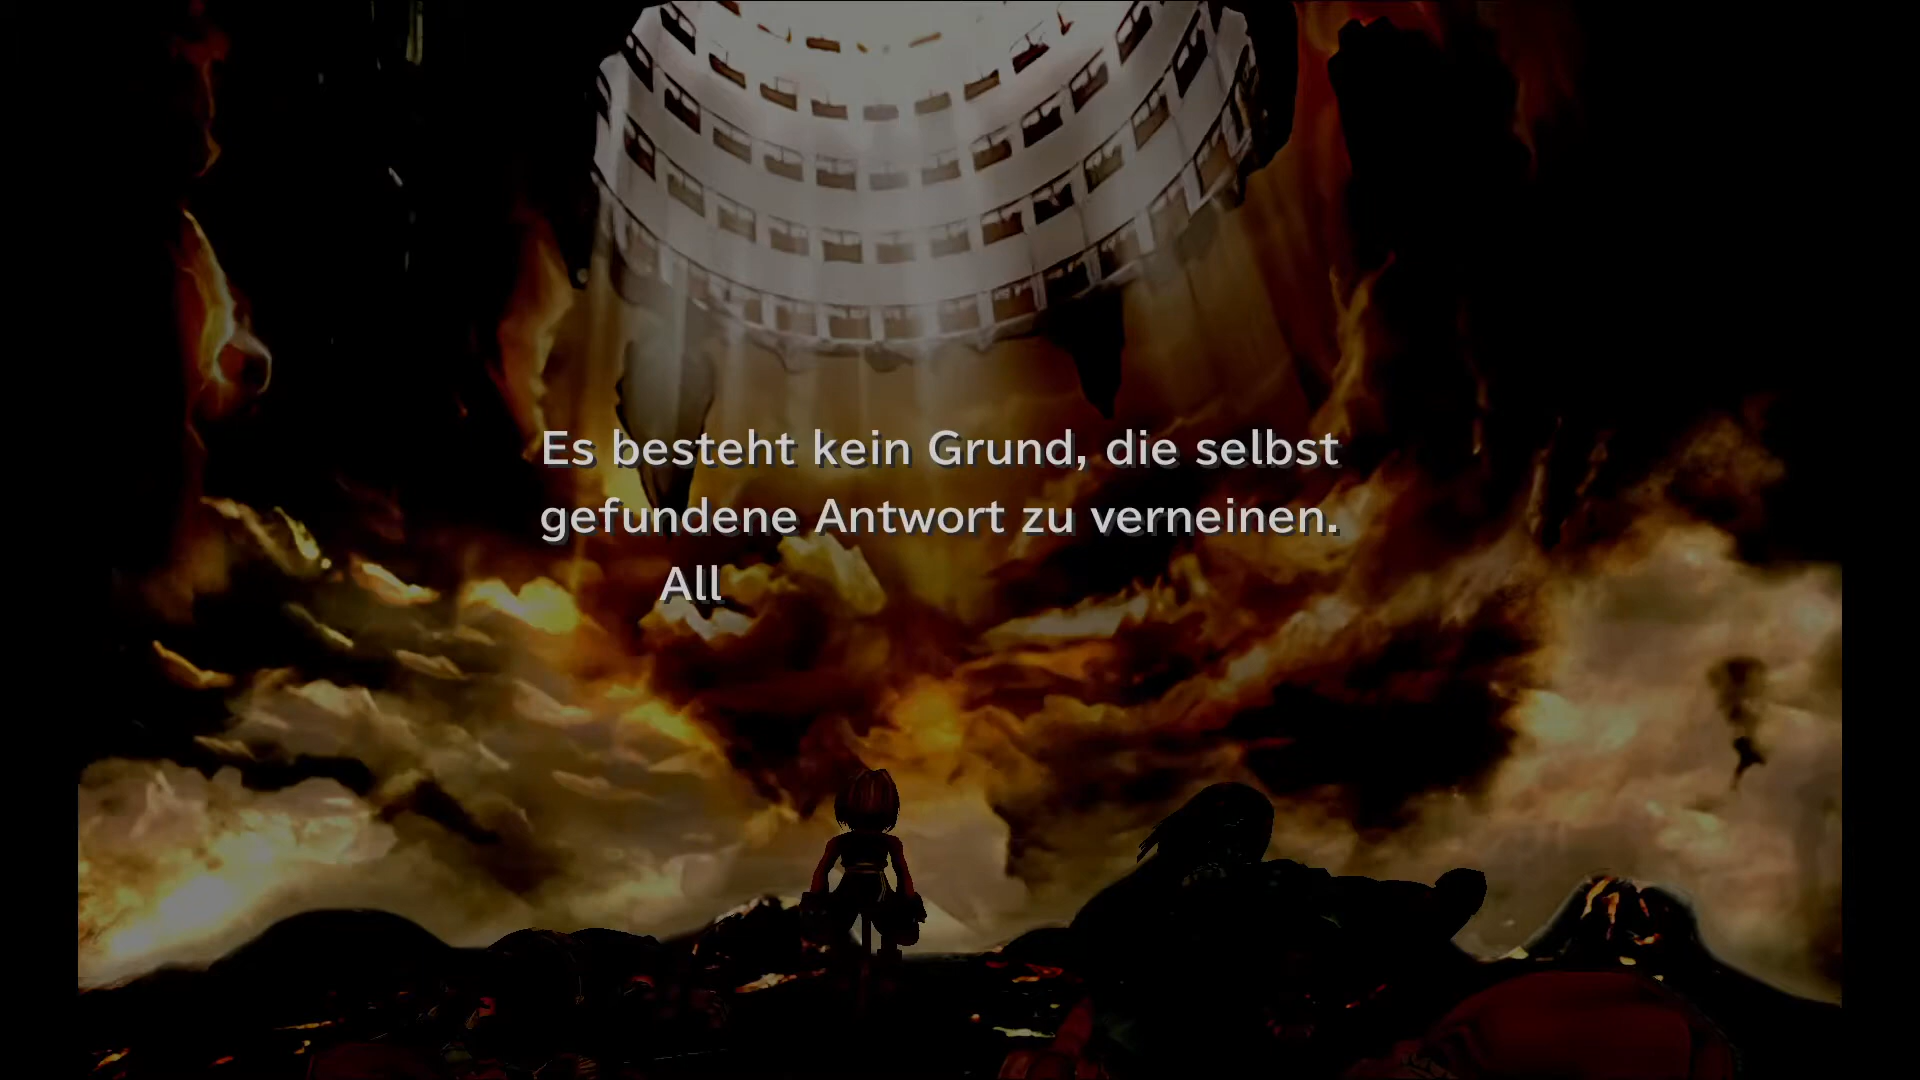 Es besteht kein Grund, die selbst
gefundene Antwort zu verneinen.
All